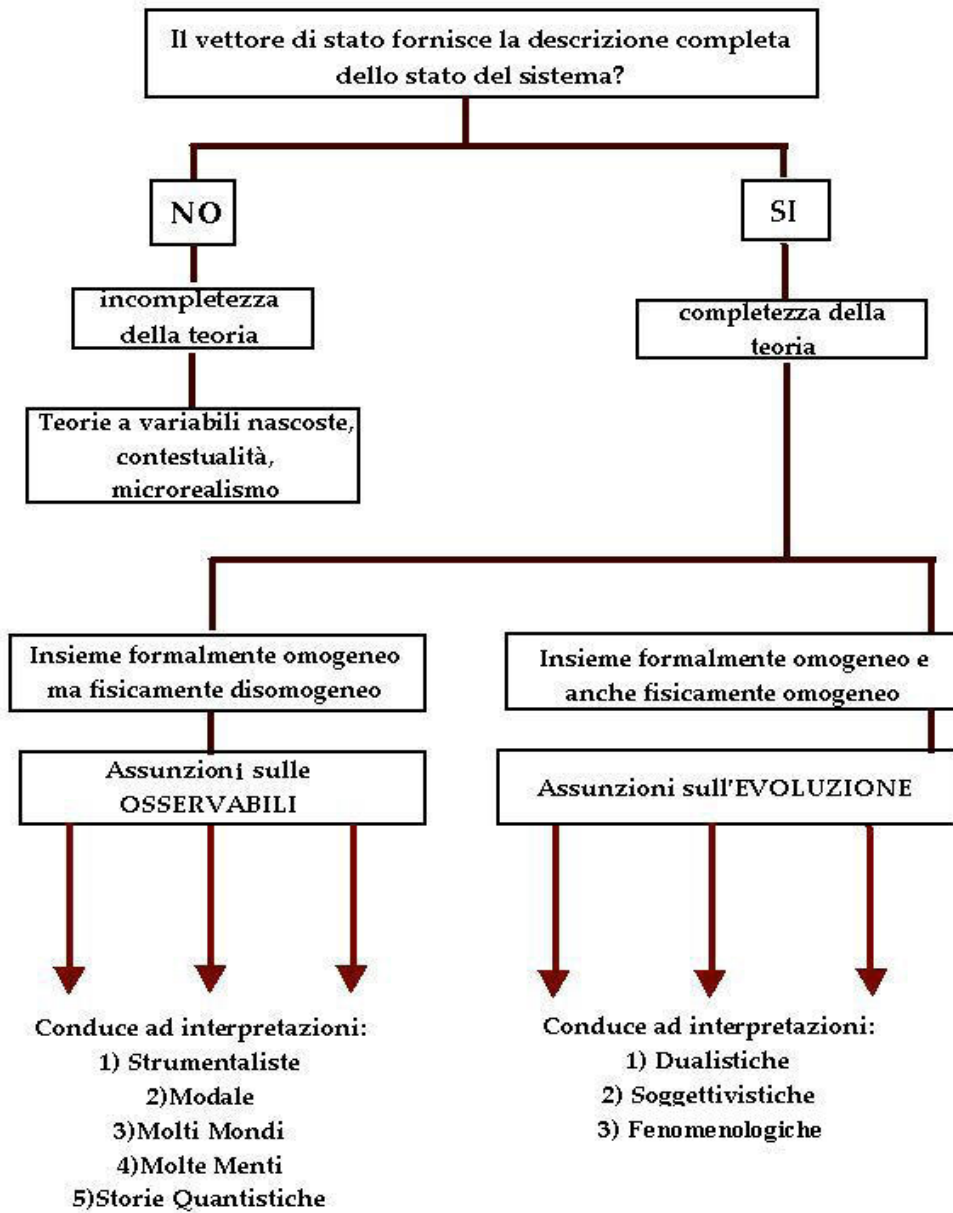 Il vettore di stato fornisce la descrizione completa
dello stato del sistema?
NO
SI
incompletezza
della teoria
completezza della
teoria
Teorie a variabili nascoste,
contestualità,
microrealismo
Insieme formalmente omogeneo
ma fisicamente disomogeneo
Insieme formalmente omogeneo e
anche fisicamente omogeneo
Assunzioni sulle
OSSERVABILI
Assunzioni sull'EVOLUZIONE
Conduce ad interpretazioni:
1) Strumentaliste
2)Modale
3)Molti Mondi
4)Molte Menti
5)Storie Quantistiche
Conduce ad interpretazioni:
1) Dualistiche
2) Soggettivistiche
3) Fenomenologiche